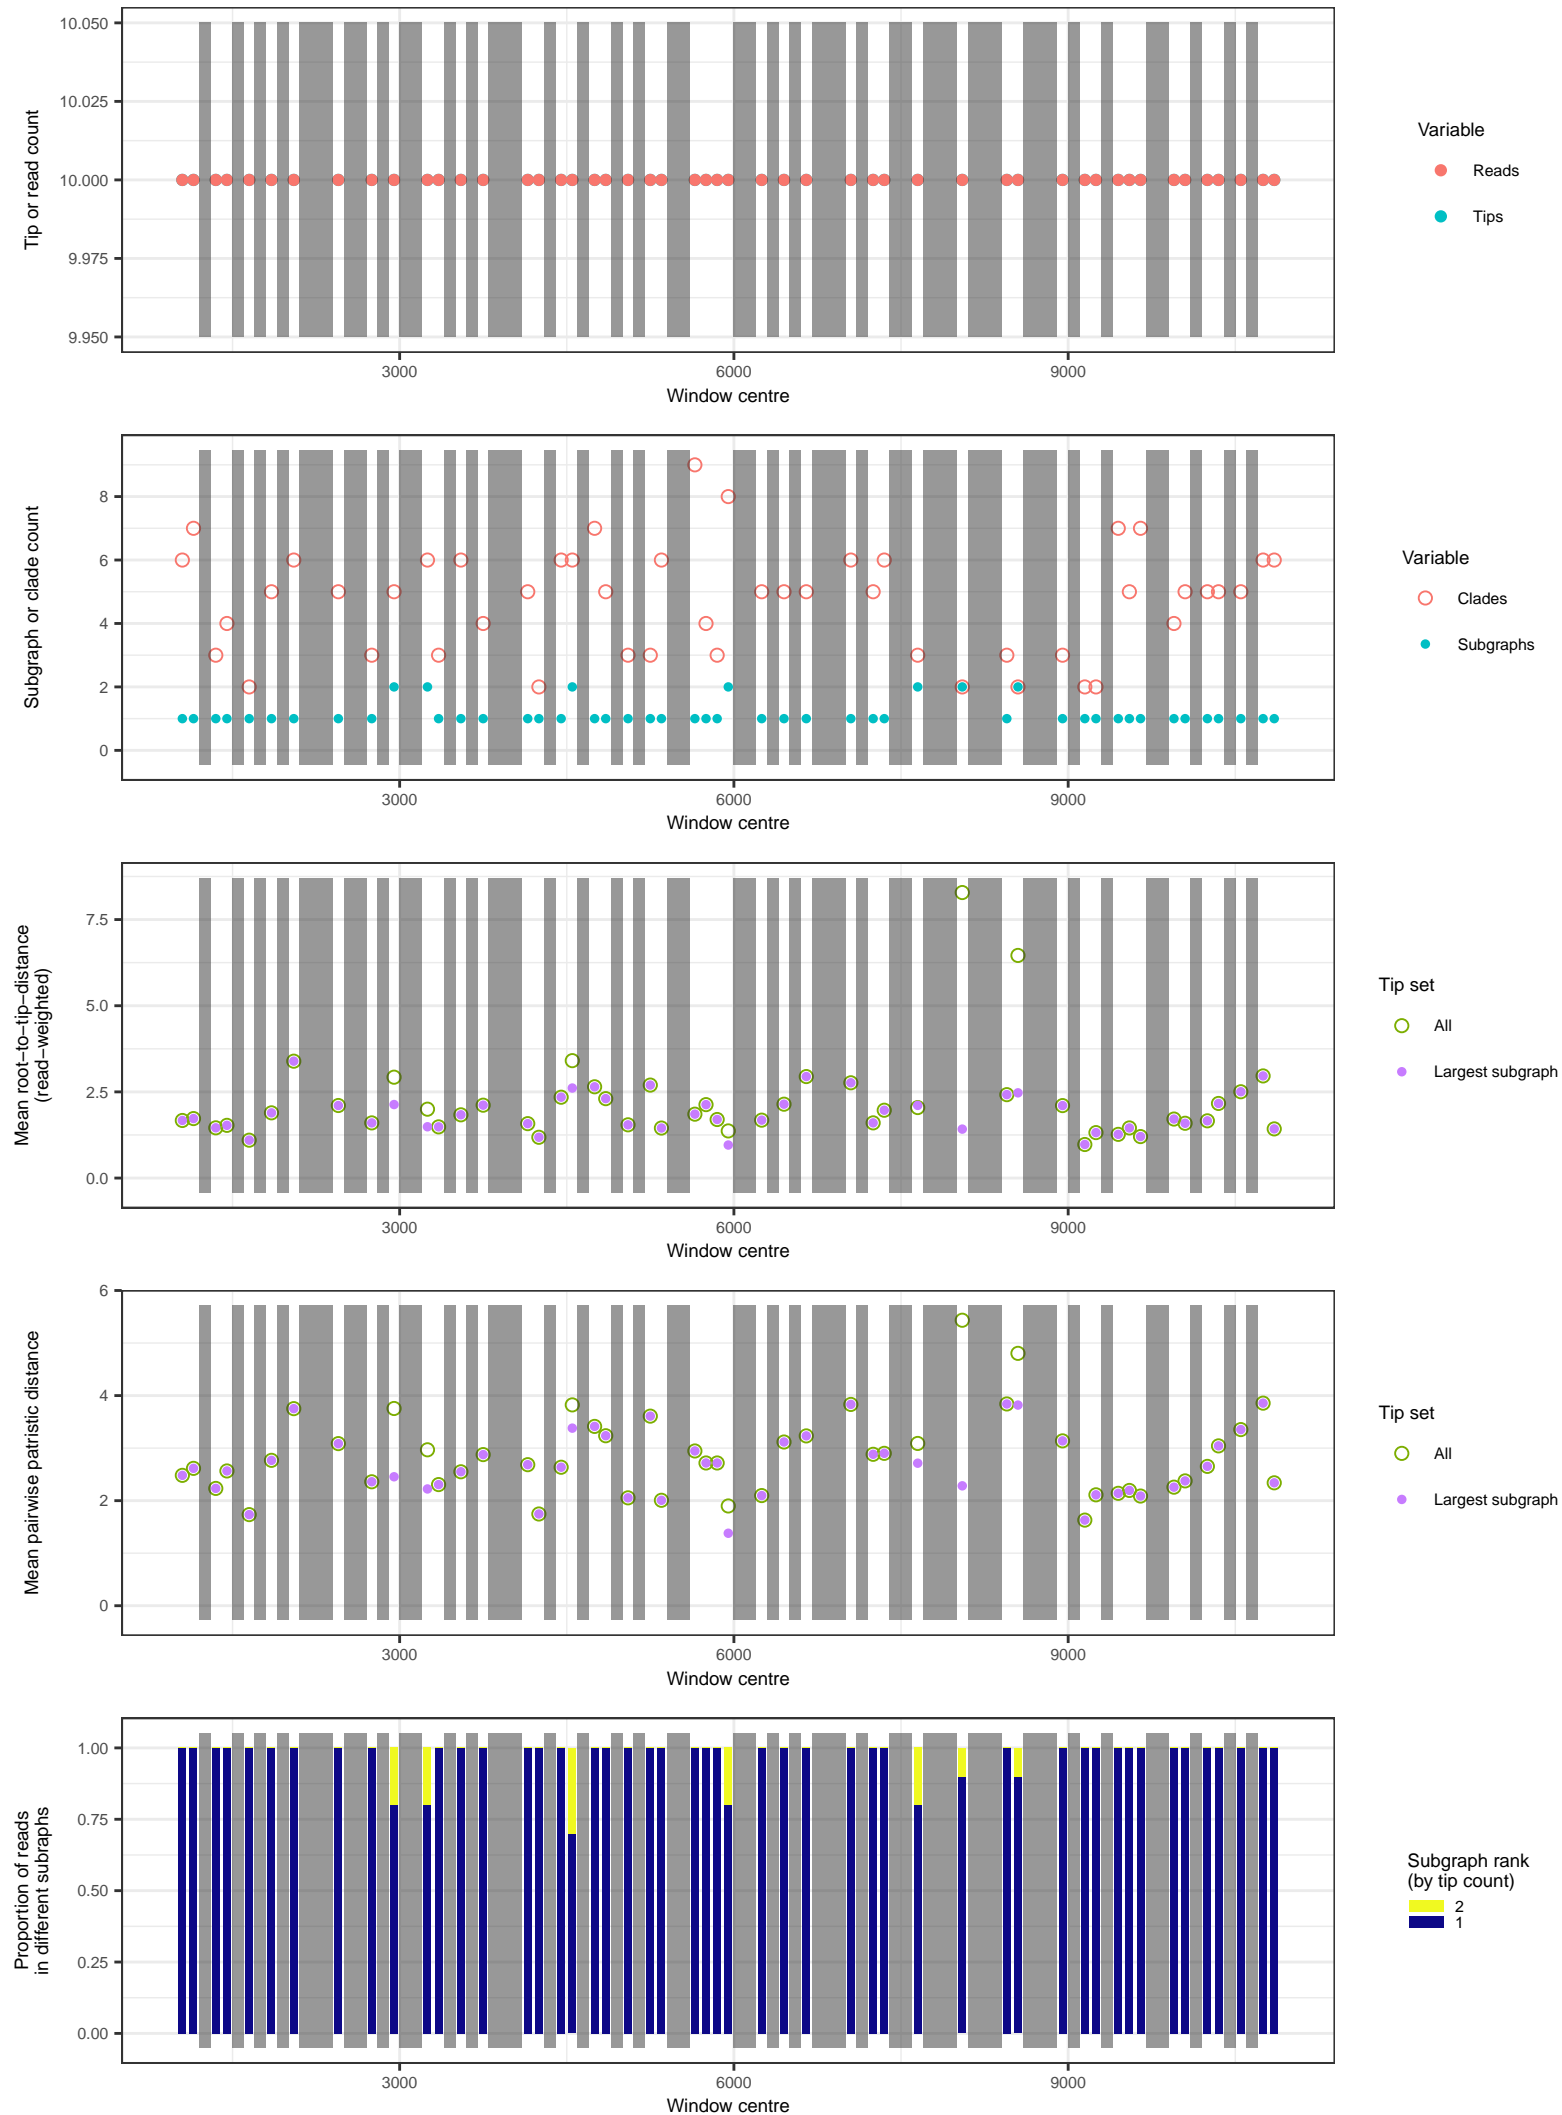 10.050
10.025
10.000
9.975
9.950
Tip or read count
3000
6000
9000
Window centre
Variable
Reads
Tips
8
6
4
2
0
Subgraph or clade count
3000
6000
9000
Window centre
Variable
Clades
Subgraphs
7.5
5.0
2.5
0.0
Mean root−to−tip−distance
(read−weighted)
3000
6000
9000
Window centre
Tip set
All
Largest subgraph
6
4
2
0
Mean pairwise patristic distance
3000
6000
9000
Window centre
Tip set
All
Largest subgraph
1.00
0.75
0.50
0.25
0.00
Proportion of reads
in different subraphs
3000
6000
9000
Window centre
Subgraph rank
(by tip count)
2
1